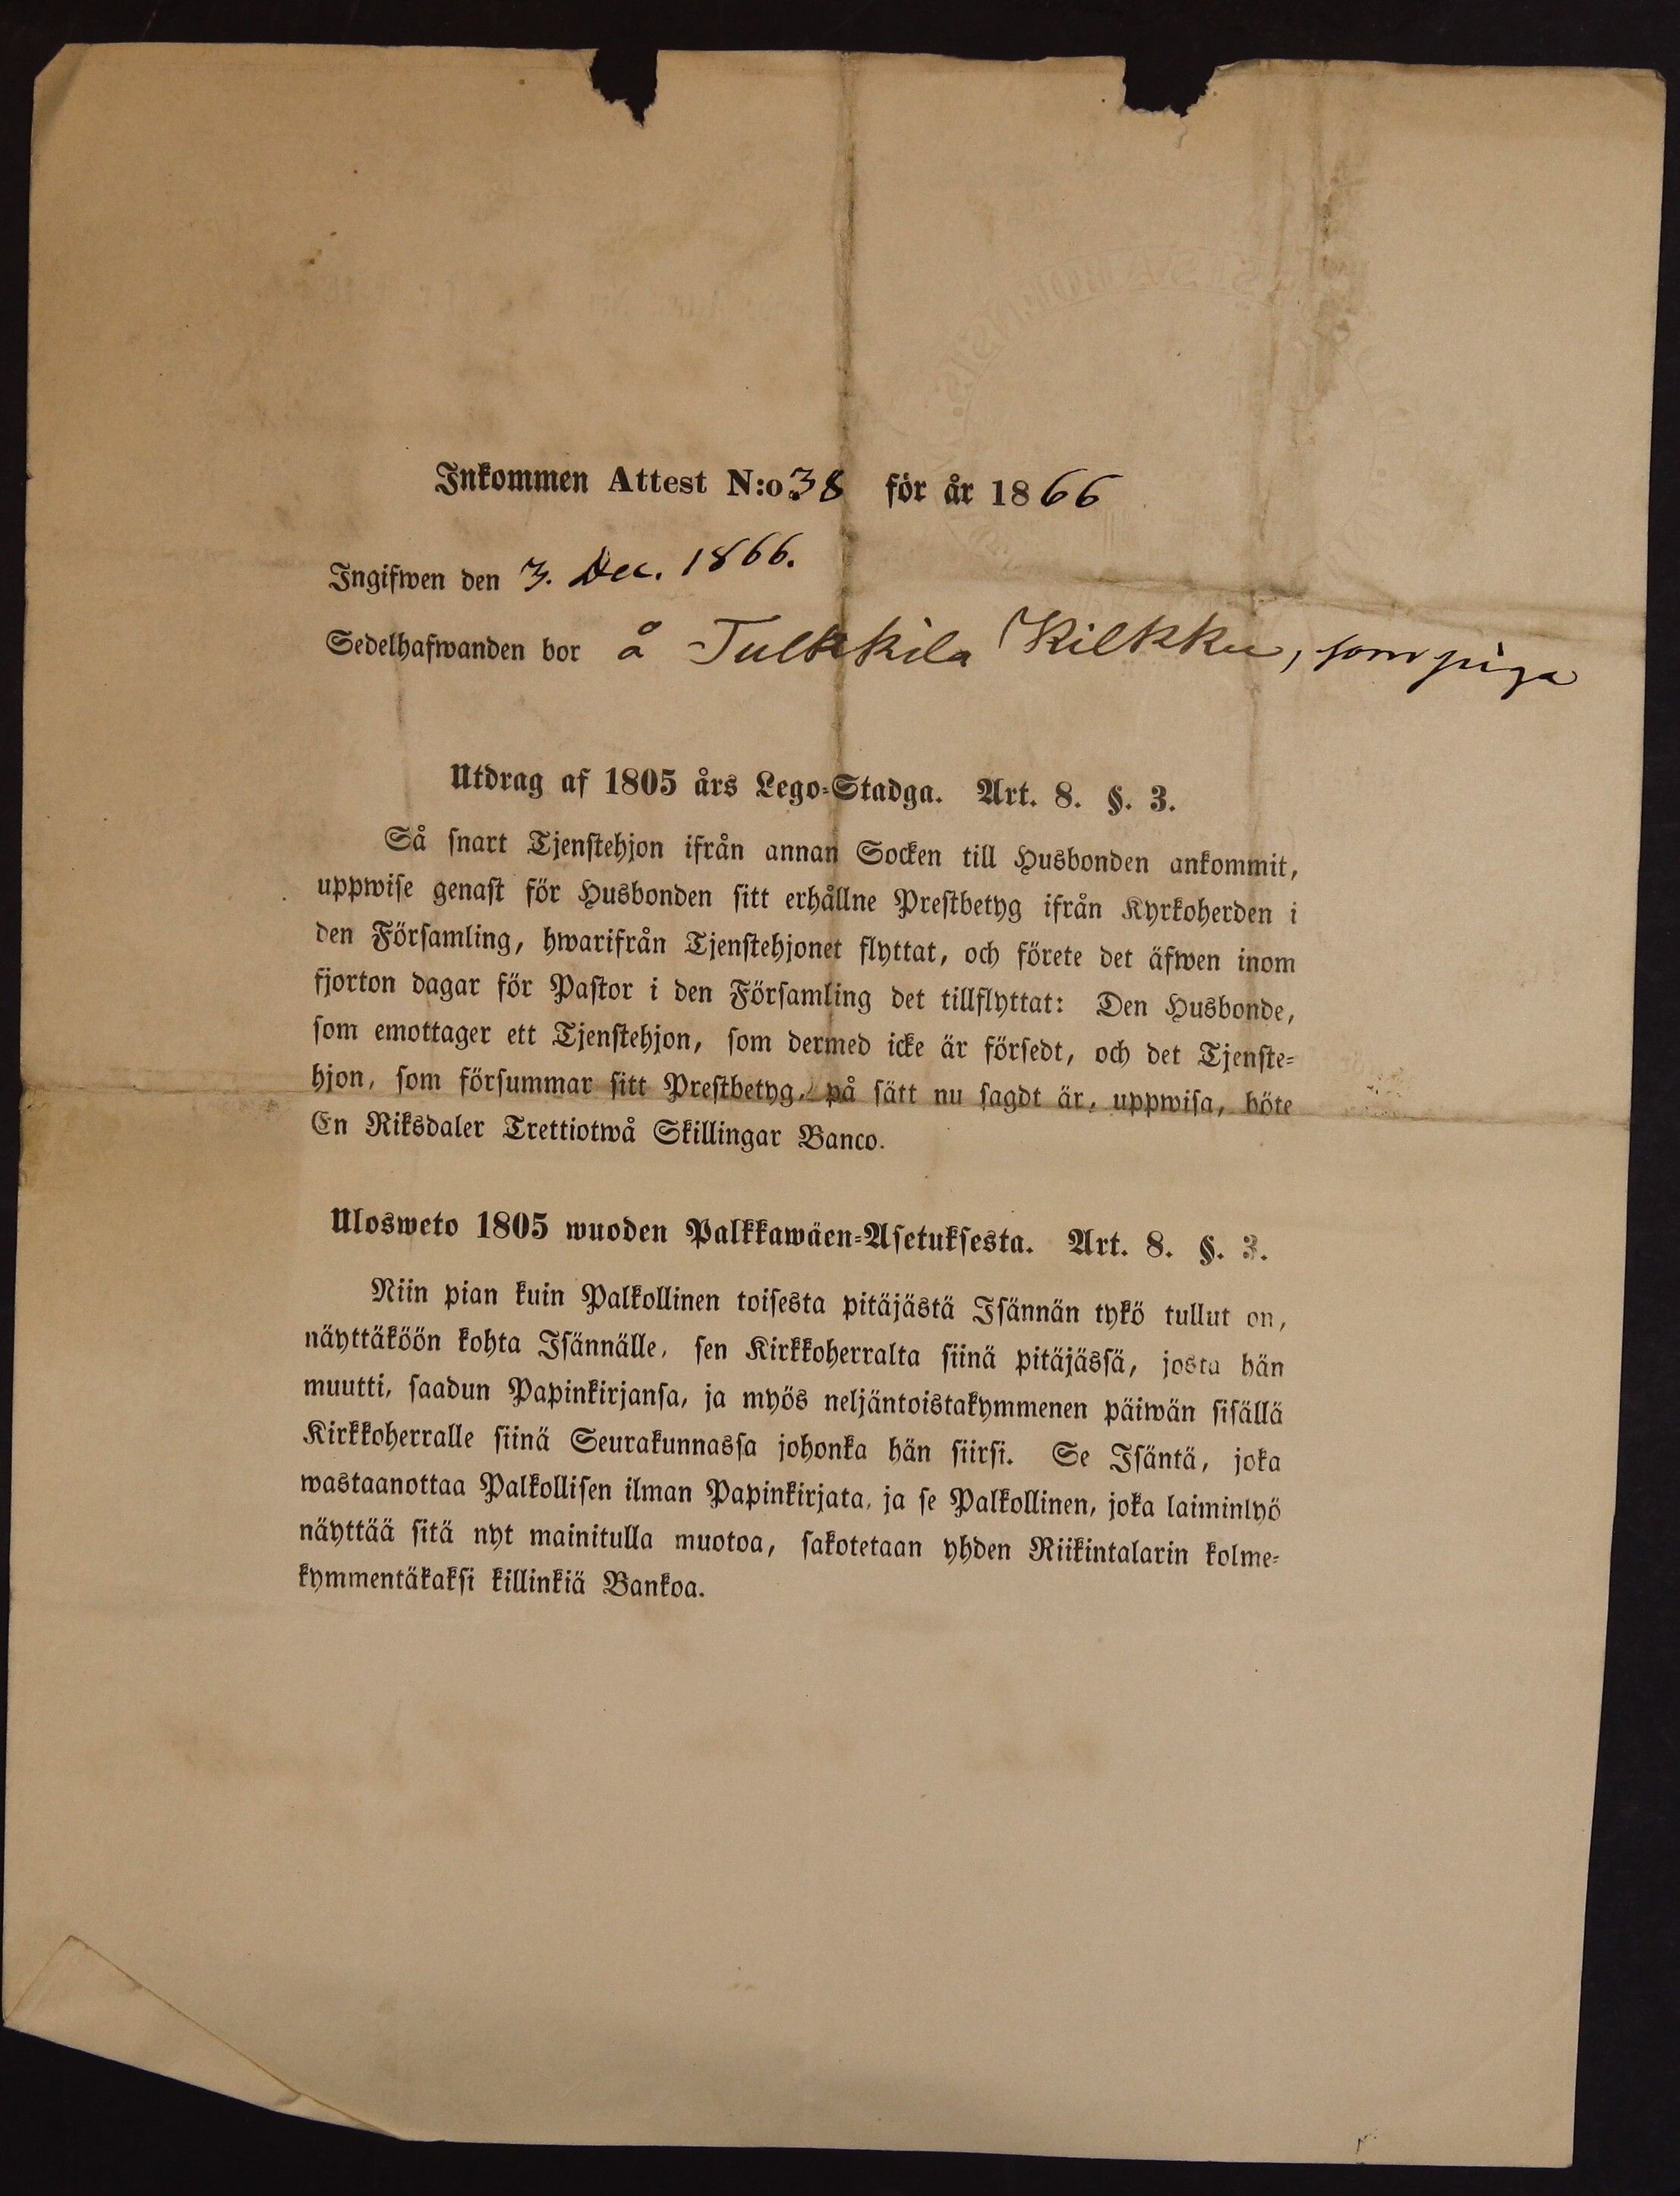 Inkommen Attest N:o 38 för år 1866
Ingifwen den 3. Dec. 1866.
Sedelhafwanden bor å Tulkkila Kilkku, som piga
Utdrag af 1805 års Lego-Stadga. Art. 8. §. 3.
Så snart Tjenstehjon ifrån annan Socken till Husbonden ankommit,
uppwise genast för Husbonden sitt erhållne Prestbetyg ifrån Kyrkoherden i
den Församling, hwarifrån Tjenstehjonet flyttat, och förete det äfwen inom
fjorton dagar för Pastor i den Församling det tillflyttat: Den Husbonde,
som emottager ett Tjenstehjon, som dermed icke är försedt, och det Tjenste-
hjon, som försummar sitt Prestbetyg, på sätt nu sagdt är, uppwisa, böte
En Riksdaler Trettiotwå Skillingar Banco.
Ulosweto 1805 wuoden Palkkawäen-Asetuksesta. Art. 8. §. 3.
Niin pian kuin Palkollinen toisesta pitäjästä Isännän tykö tullut on,
näyttäköön kohta Isännälle, sen Kirkkoherralta siinä pitäjässä, josta hän
muutti, saadun Papinkirjansa, ja myös neljäntoistakymmenen päiwän sisällä
Kirkkoherralle siinä Seurakunnassa johonka hän siirsi. Se Isäntä, joka
wastaanottaa Palkollisen ilman Papinkirjata, ja se Palkollinen, joka laiminlyö
näyttää sitä nyt mainitulla muotoa, sakotetaan yhden Riikintalarin kolme-
kymmentäkaksi killinkiä Bankoa.